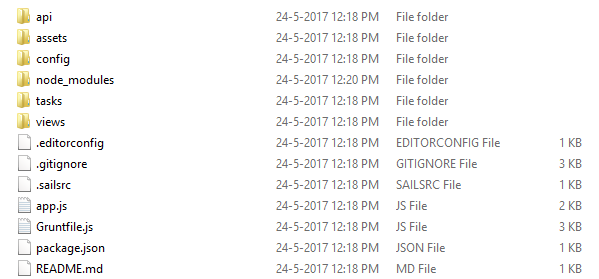 api 24-5-2017 12:18 PM File folder
assets 24-5-2017 12:18 PM File folder
config 24-5-2017 12:18 PM File folder
node_modules 24-5-2017 12:20 PM File folder
tasks 24-5-2017 12:18 PM File folder
views 24-5-2017 12:18 PM File folder
.editorconfig 24-5-2017 12:18 PM EDITORCONFIG File 1 KB
.gitignore 24-5-2017 12:18 PM GITIGNORE File 3 KB
.sailsrc 24-5-2017 12:18 PM SAILSRC File 1 KB
app.js 24-5-2017 12:18 PM JS File 2 KB
Gruntfile.js 24-5-2017 12:18 PM JS File 3 KB
package.json 24-5-2017 12:18 PM JSON File 1 KB
README.md 24-5-2017 12:18 PM MD File 1 KB